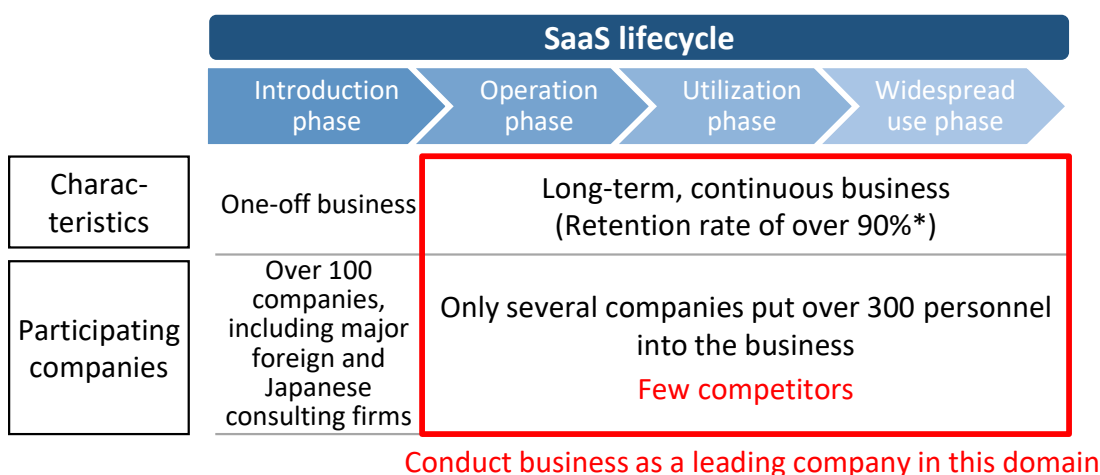 SaaS lifecycle
Introduction
phase
Operation
phase
Utilization
phase
Widespread
use phase
Charac-
teristics
One-off business
Long-term, continuous business
(Retention rate of over 90%*)
Participating
companies
Over 100
companies,
including major
foreign and
Japanese
consulting firms
Only several companies put over 300 personnel
into the business
Few competitors
Conduct business as a leading company in this domain